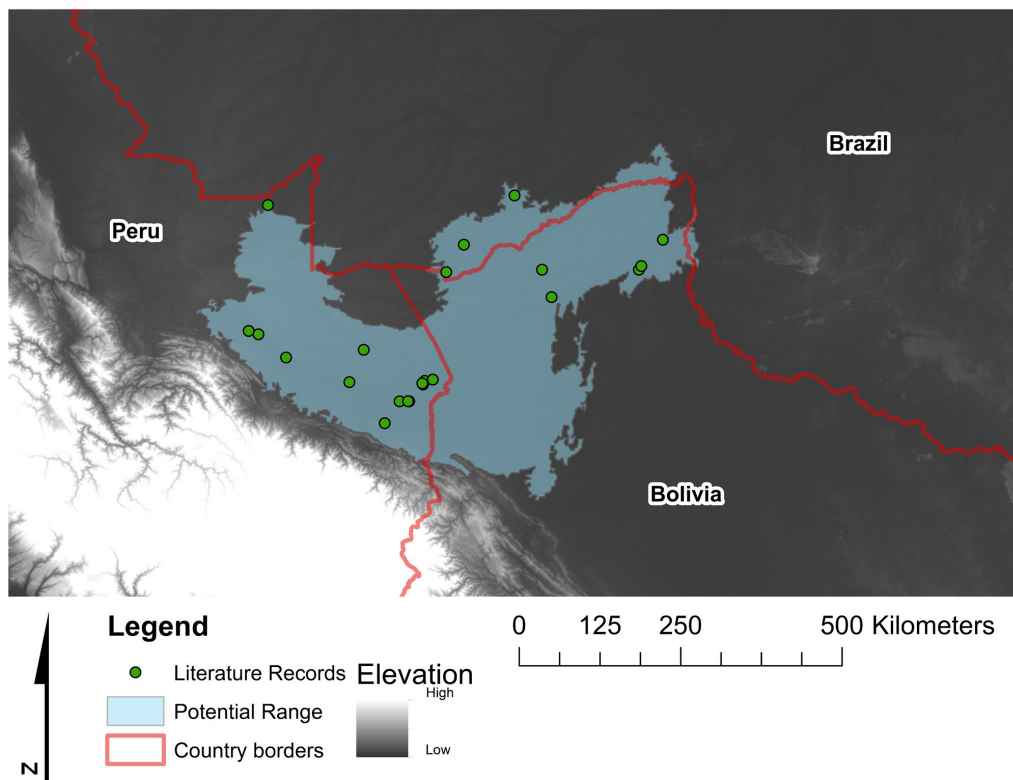 Brazil
Peru
Bolivia
Legend
Literature Records
Potential Range
Country borders
Elevation
High
Low
0 125 250 500 Kilometers
N